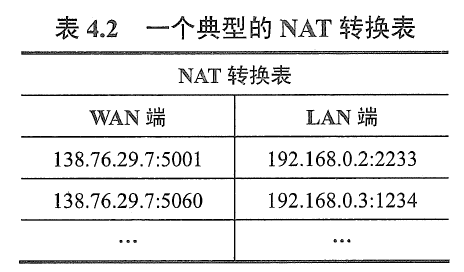 表 4.2 一个典型的 NAT 转换表
NAT 转换表
WAN 端 LAN 端
138.76.29.7:5001 192.168.0.2:2233
138.76.29.7:5060 192.168.0.3:1234
… …